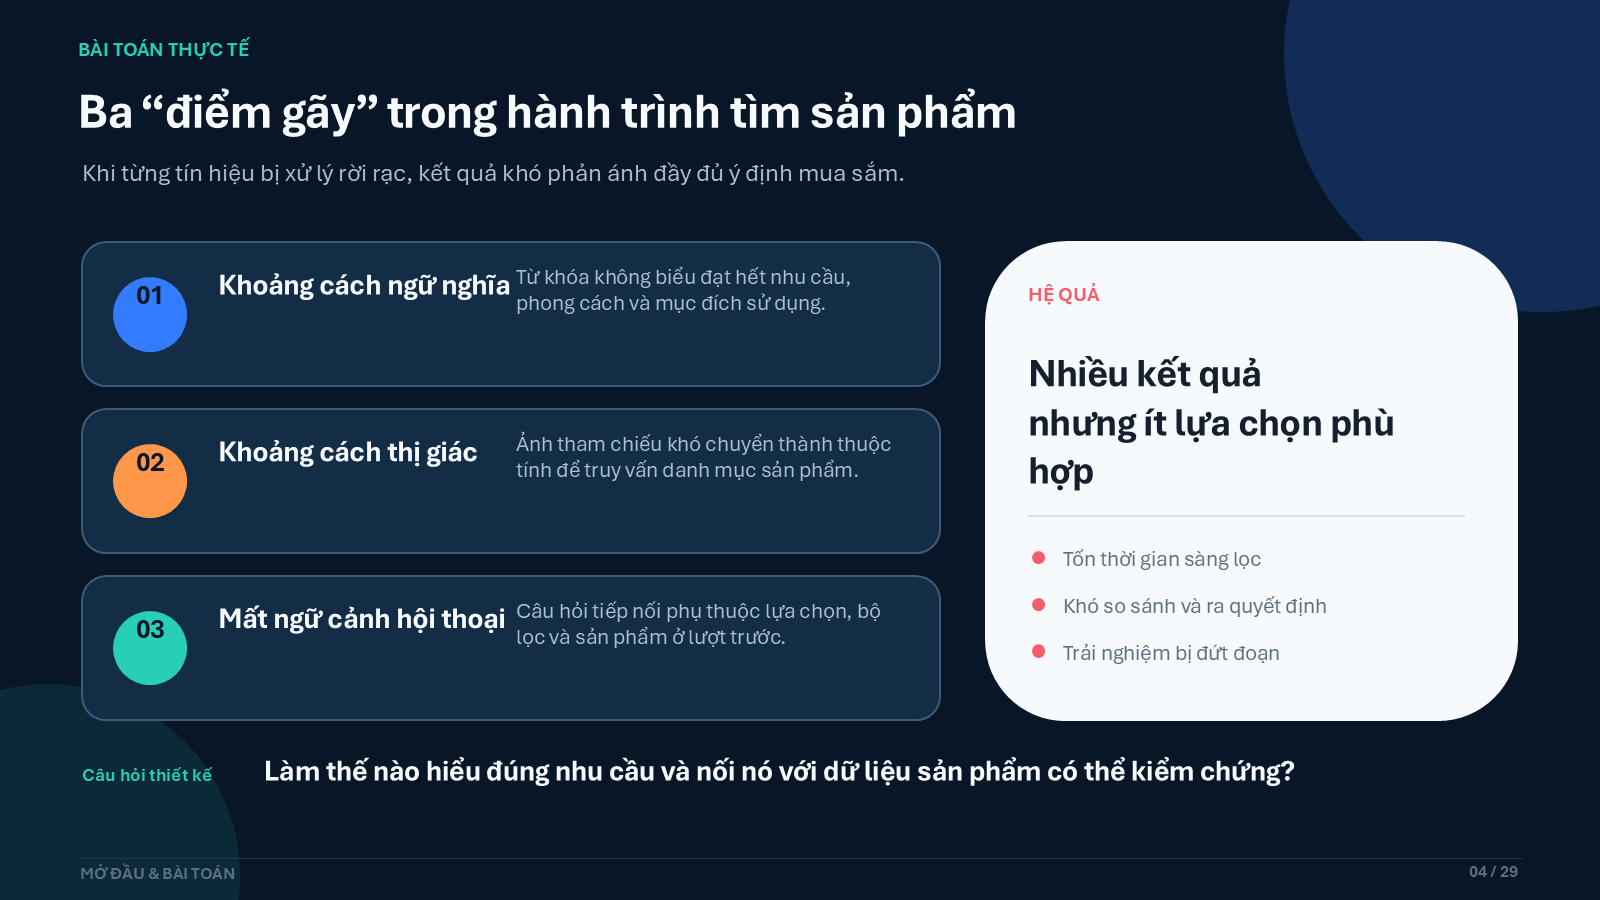 BÀI TOÁN THỰC TẾ
Ba “điểm gãy” trong hành trình tìm sản phẩm
Khi từng tín hiệu bị xử lý rời rạc, kết quả khó phản ánh đầy đủ ý định mua sắm.
01
Khoảng cách ngữ nghĩa
Từ khóa không biểu đạt hết nhu cầu,
phong cách và mục đích sử dụng.
02
Khoảng cách thị giác
Ảnh tham chiếu khó chuyển thành thuộc
tính để truy vấn danh mục sản phẩm.
03
Mất ngữ cảnh hội thoại
Câu hỏi tiếp nối phụ thuộc lựa chọn, bộ
lọc và sản phẩm ở lượt trước.
HỆ QUẢ
Nhiều kết quả
nhưng ít lựa chọn phù
hợp
Tốn thời gian sàng lọc
Khó so sánh và ra quyết định
Trải nghiệm bị đứt đoạn
Câu hỏi thiết kế
Làm thế nào hiểu đúng nhu cầu và nối nó với dữ liệu sản phẩm có thể kiểm chứng?
MỞ ĐẦU & BÀI TOÁN
04 / 29